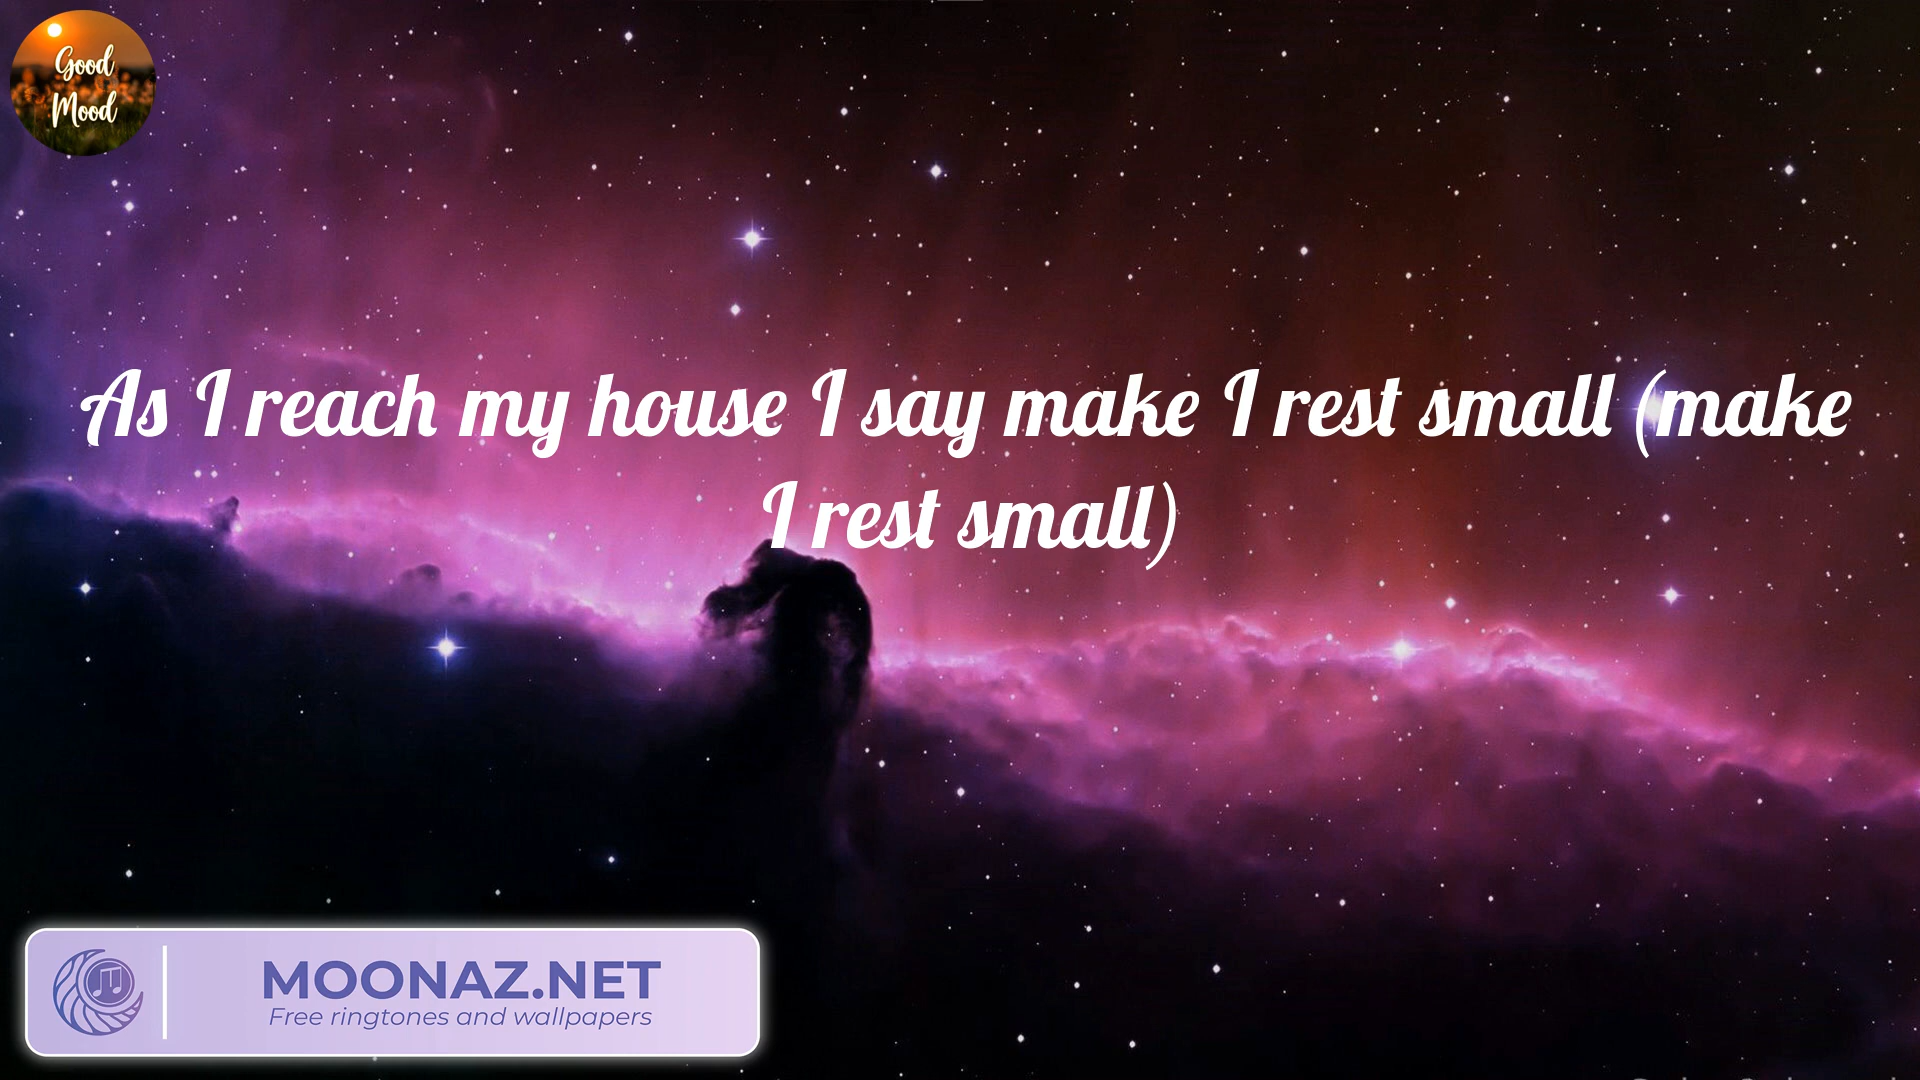 Good
Mood
As I reach my house I say make I rest small (make
I rest small)
MOONAZ.NET
Free ringtones and wallpapers